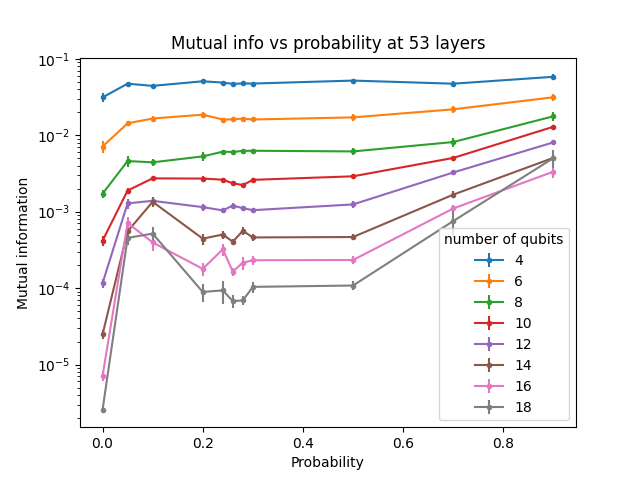 Mutual info vs probability at 53 layers
Mutual information
10⁻¹
10⁻²
10⁻³
10⁻⁴
10⁻⁵
number of qubits
4
6
8
10
12
14
16
18
0.0 0.2 0.4 0.6 0.8
Probability